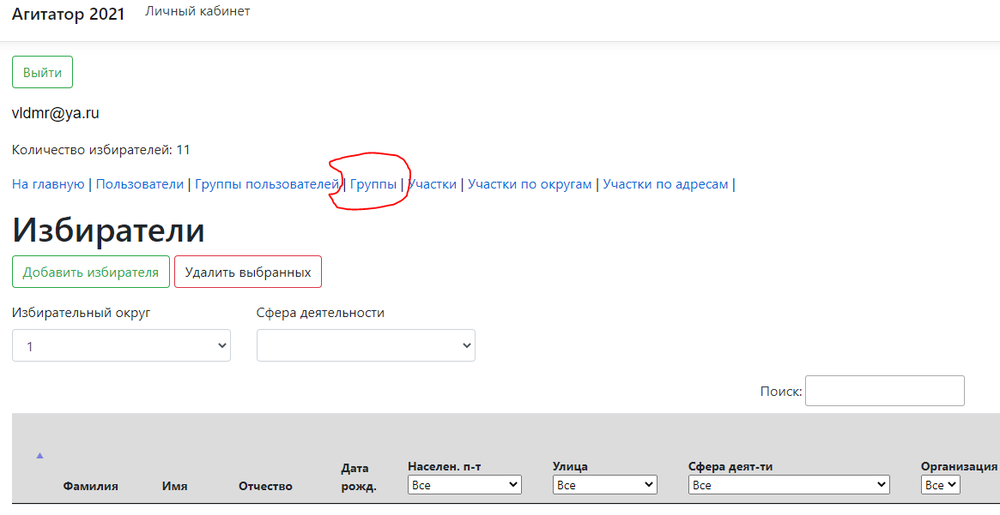 Агитатор 2021 Личный кабинет
Выйти
vldmr@ya.ru
Количество избирателей: 11
На главную | Пользователи | Группы пользователей | Группы | Участки | Участки по округам | Участки по адресам |
Избиратели
Добавить избирателя Удалить выбранных
Избирательный округ Сфера деятельности
1
Поиск:
Фамилия Имя Отчество Дата рожд. Населен. п-т Улица Сфера деят-ти Организация
Все Все Все Все